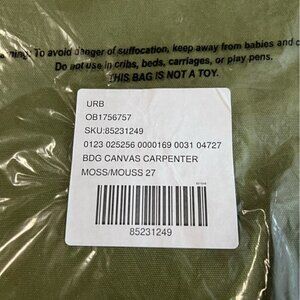 To avoid danger of suffocation, keep away from babies and
Do not use in cribs, beds, carriages, or play pens.
THIS BAG IS NOT A TOY.
URB
OB1756757
SKU:85231249
0123 025256 0000169 0031 04727
BDG CANVAS CARPENTER
MOSS/MOUSS 27
85231249